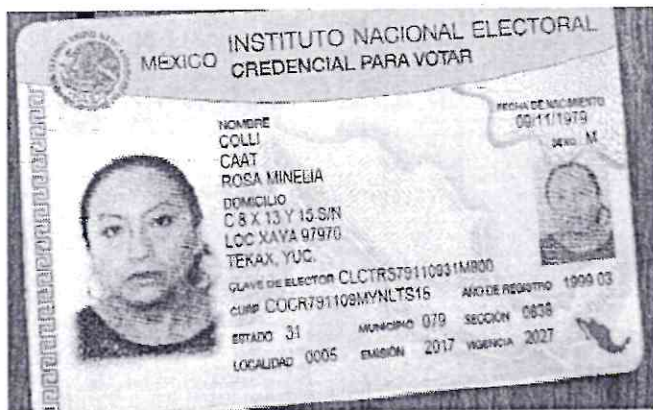 MÉXICO INSTITUTO NACIONAL ELECTORAL
CREDENCIAL PARA VOTAR
NOMBRE
COLLI
CAAT
ROSA MINELIA
FECHA DE NACIMIENTO
09/11/1979
SEXO M
DOMICILIO
C 8 X 13 Y 15 S/N
LOC XAYA 97970
TEKAX, YUC.
CLAVE DE ELECTOR CLCTRS79110931M800
CURP COCR791109MYNLTS15 AÑO DE REGISTRO 1999 03
ESTADO 31 MUNICIPIO 079 SECCIÓN 0838
LOCALIDAD 0005 EMISIÓN 2017 VIGENCIA 2027